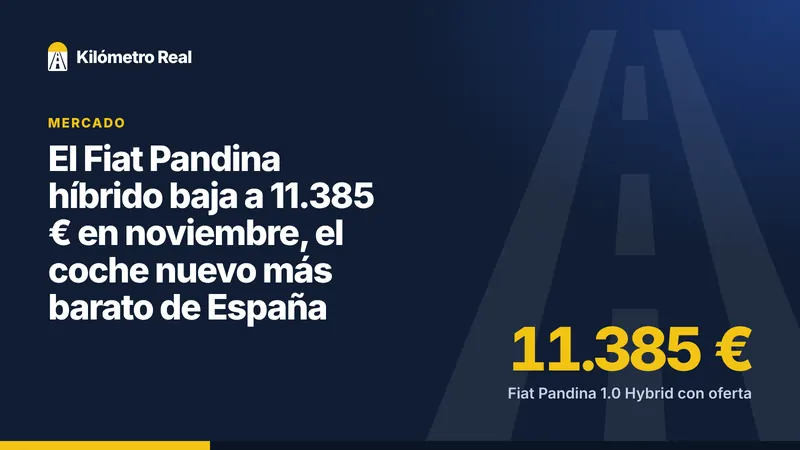 Kilómetro Real
MERCADO
El Fiat Pandina
híbrido baja a 11.385
€ en noviembre, el
coche nuevo más
barato de España
11.385 €
Fiat Pandina 1.0 Hybrid con oferta